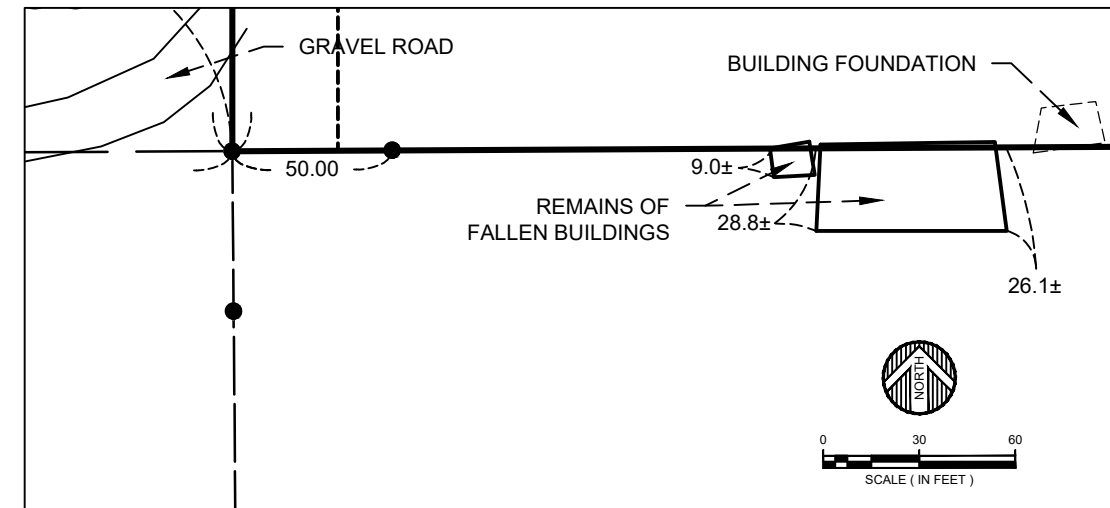 GRAVEL ROAD
BUILDING FOUNDATION
50.00
9.0±
REMAINS OF
FALLEN BUILDINGS
28.8±
26.1±
NORTH
0 30 60
SCALE ( IN FEET )